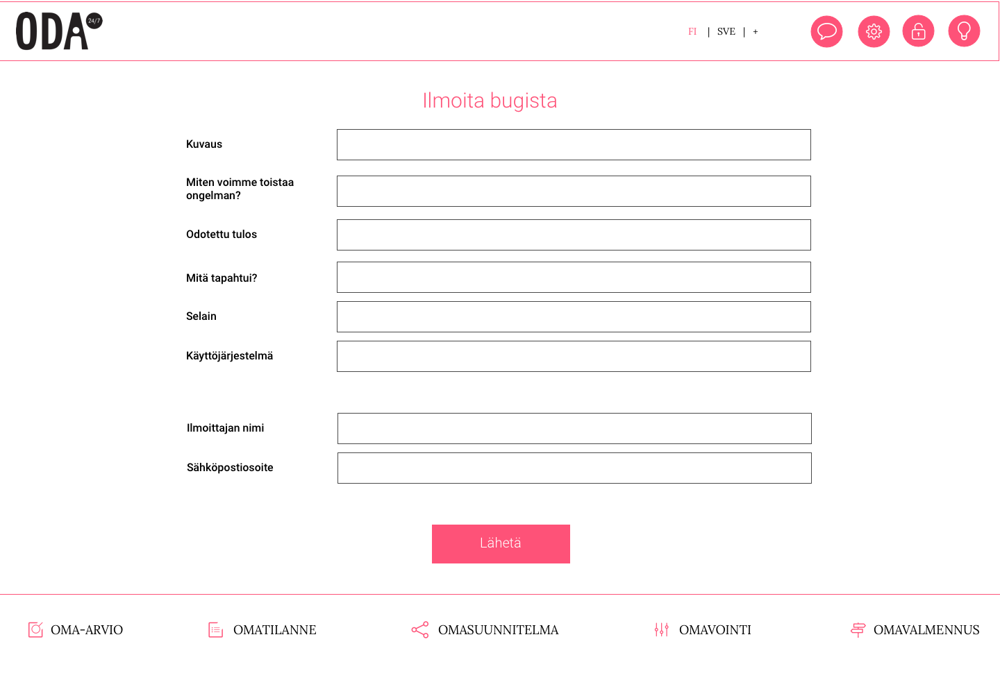 ODA 24/7
FI | SVE | +
Ilmoita bugista
Kuvaus
Miten voimme toistaa
ongelman?
Odotettu tulos
Mitä tapahtui?
Selain
Käyttöjärjestelmä
Ilmoittajan nimi
Sähköpostiosoite
Lähetä
OMA-ARVIO
OMATILANNE
OMASUUNNITELMA
OMAVOINTI
OMAVALMENNUS